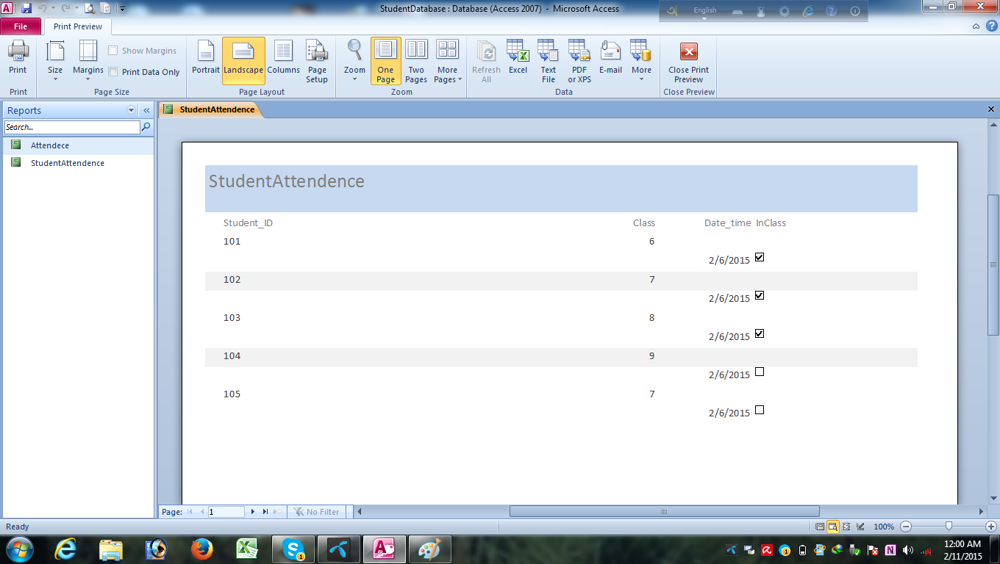 StudentDatabase : Database (Access 2007) - Microsoft Access
English
File Print Preview
Show Margins
Print Data Only
Print Size Margins Portrait Landscape Columns Page Setup Zoom One Page Two Pages More Pages Refresh All Excel Text File PDF or XPS E-mail More Close Print Preview
Print Page Size Page Layout Zoom Data Close Preview
Reports «
StudentAttendence
Search...
Attendece
StudentAttendence
StudentAttendence
Student_ID Class Date_time InClass
101 6
2/6/2015
102 7
2/6/2015
103 8
2/6/2015
104 9
2/6/2015
105 7
2/6/2015
Page: 1 No Filter
Ready 100%
12:00 AM
2/11/2015